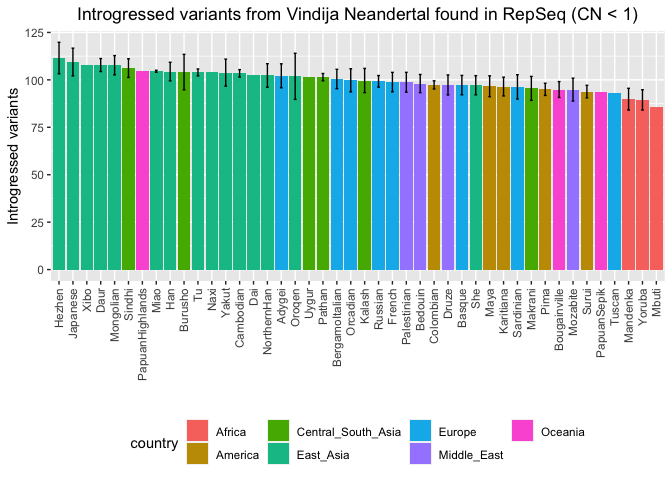 Introgressed variants from Vindija Neandertal found in RepSeq (CN < 1)
Introgressed variants
125
100
75
50
25
0
Hezhen
Japanese
Xibo
Daur
Mongolian
Sindhi
PapuanHighlands
Miao
Han
Burusho
Tu
Naxi
Yakut
Cambodian
Dai
NorthernHan
Adygei
Oroqen
Uygur
Pathan
BergamoItalian
Orcadian
Kalash
Russian
French
Palestinian
Bedouin
Colombian
Druze
Basque
She
Maya
Karitiana
Sardinian
Makrani
Pima
Bougainville
Mozabite
Surui
PapuanSepik
Tuscan
Mandenka
Yoruba
Mbuti
country
Africa
America
Central_South_Asia
East_Asia
Europe
Middle_East
Oceania